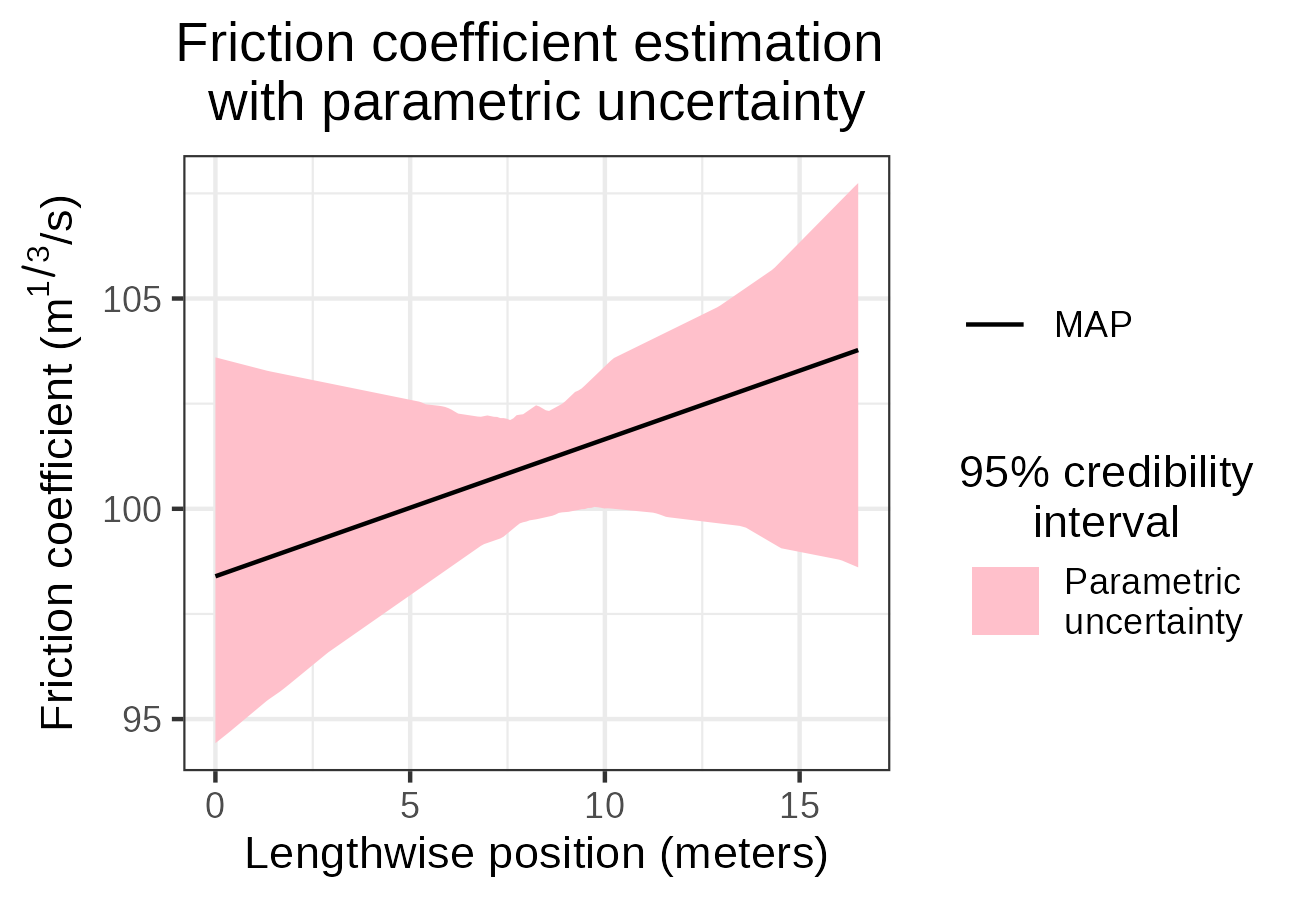 Friction coefficient estimation
with parametric uncertainty
Friction coefficient (m^1/3/s)
105
100
95
0 5 10 15
Lengthwise position (meters)
MAP
95% credibility
interval
Parametric
uncertainty